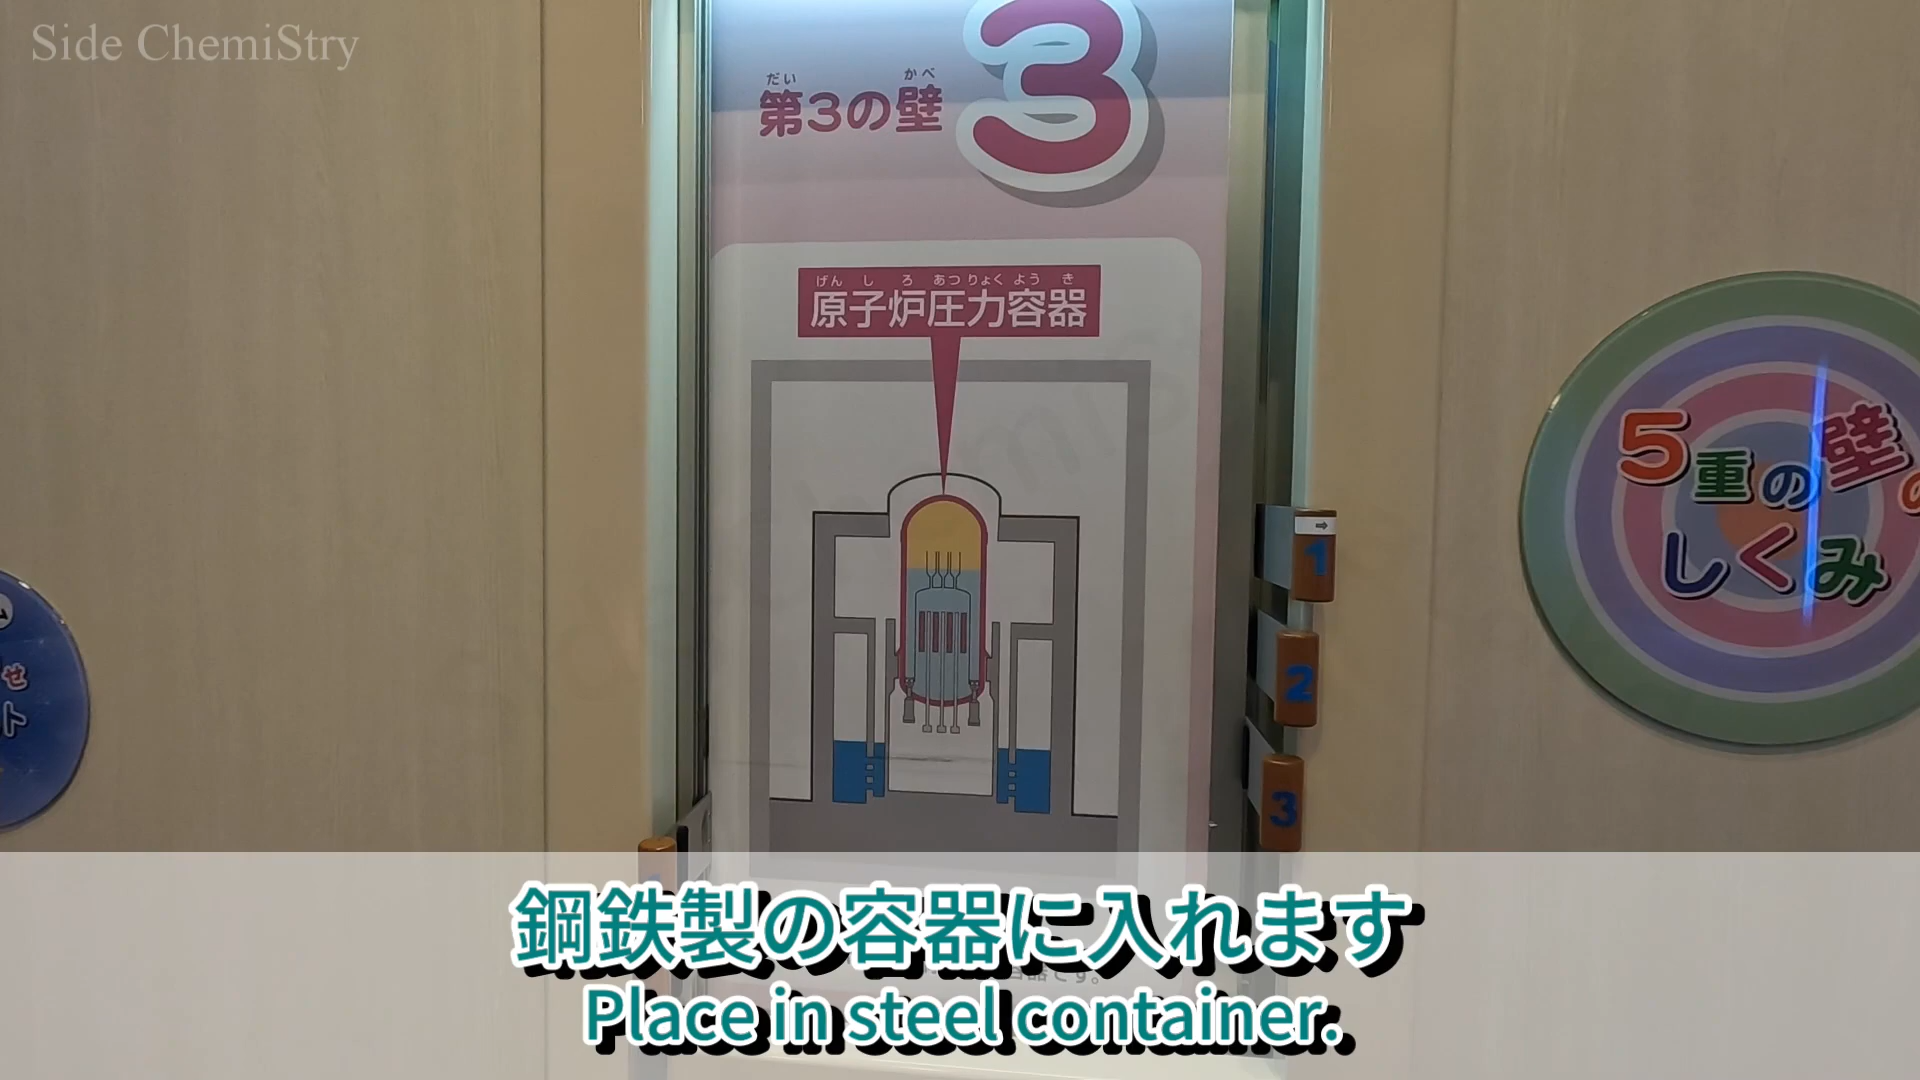 Side ChemiStry
3
だい かべ
第3の壁
げん し ろ あつ りょく よう き
原子炉圧力容器
5重の壁の
しくみ
せ
ト
1
2
3
鋼鉄製の容器に入れます
Place in steel container.